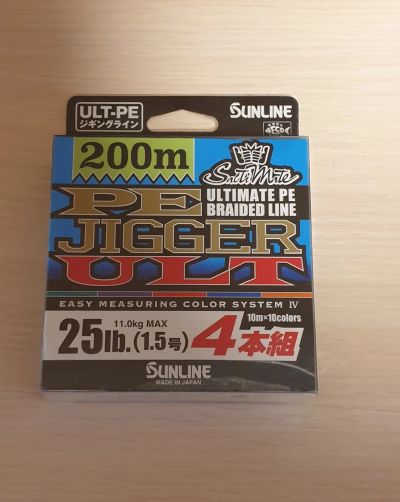 ULT-PE
ジギングライン
SUNLINE
200m
SaltiMate
ULTIMATE PE
BRAIDED LINE
PE
JIGGER
ULT
EASY MEASURING COLOR SYSTEM IV
11.0kg MAX
10m×10colors
25lb.(1.5号)
4本組
SUNLINE
MADE IN JAPAN